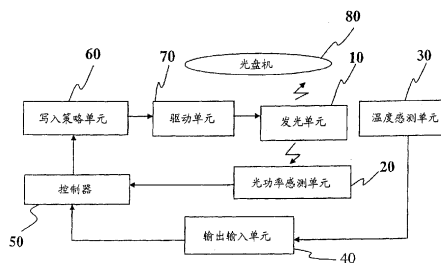 80
光盘机
60
70
10
30
写入策略单元
驱动单元
发光单元
温度感测单元
光功率感测单元
20
控制器
50
输出输入单元
40